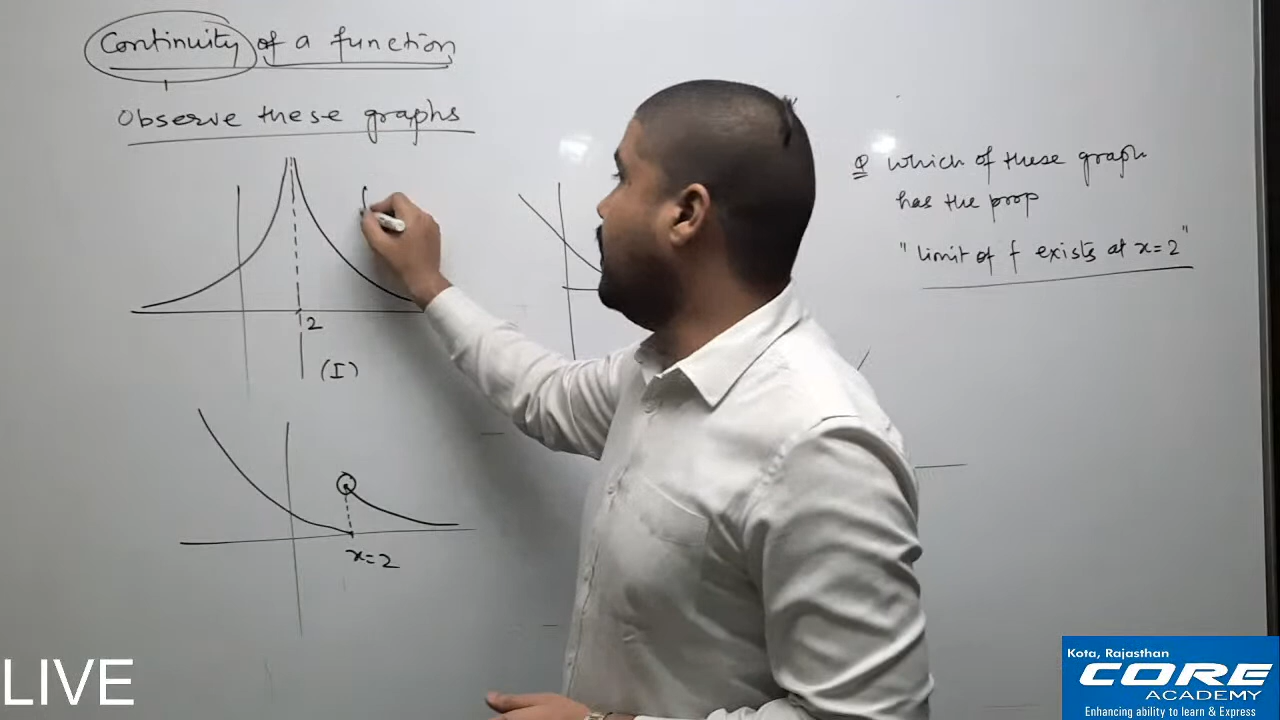 Continuity of a function
Observe these graphs
2
(I)
x=2
Q Which of these graph
has the prop
"limit of f exists at x=2"
LIVE
Kota, Rajasthan
CORE
ACADEMY
Enhancing ability to learn & Express